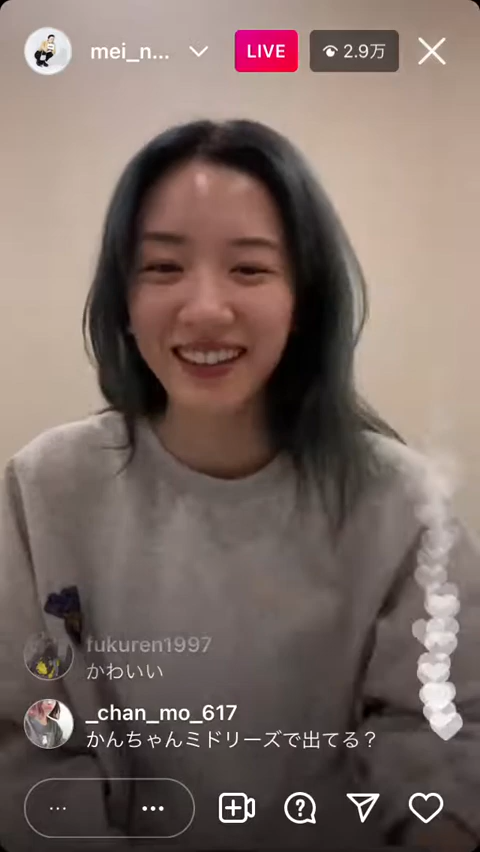 mei_n...
LIVE
2.9万
fukuren1997
かわいい
_chan_mo_617
かんちゃんミドリーズで出てる？